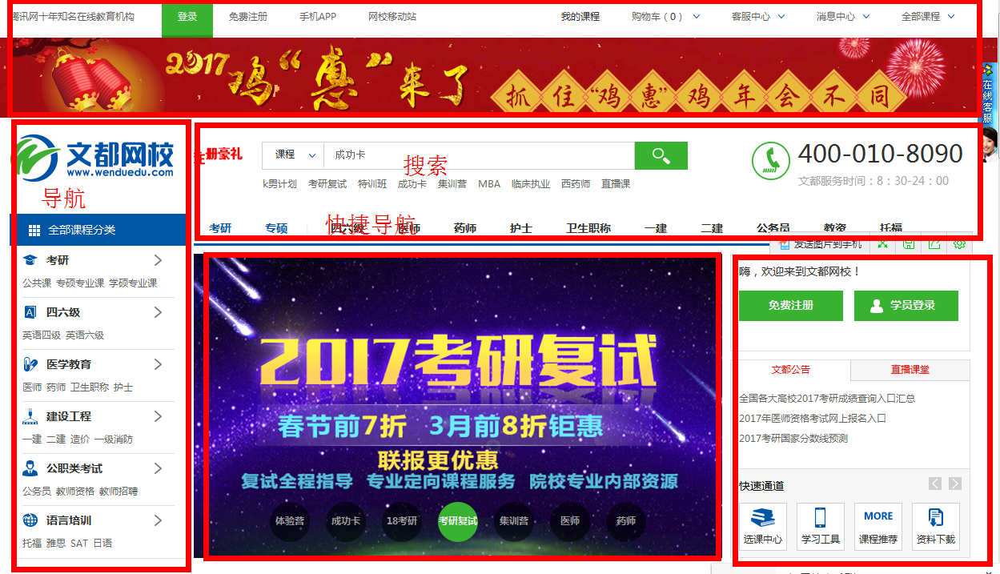 腾讯网十年知名在线教育机构 登录 免费注册 手机APP 网校移动站 我的课程 购物车（0） 客服中心 消息中心 全部课程
2017鸡“惠”来了
抓住“鸡惠”鸡年会不同
在线客服
文都网校
www.wenduedu.com
导航
注册豪礼
课程 成功卡
搜索
k男计划 考研复试 特训班 成功卡 集训营 MBA 临床执业 西药师 直播课
400-010-8090
文都服务时间：8：30-24：00
快捷导航
考研 专硕 四六级 医师 药师 护士 卫生职称 一建 二建 公务员 教资 托福
发送图片到手机
全部课程分类
考研
公共课 专硕专业课 学硕专业课
四六级
英语四级 英语六级
医学教育
医师 药师 卫生职称 护士
建设工程
一建 二建 造价 一级消防
公职类考试
公务员 教师资格 教师招聘
语言培训
托福 雅思 SAT 日语
2017考研复试
春节前7折 3月前8折钜惠
联报更优惠
复试全程指导 专业定向课程服务 院校专业内部资源
体验营 成功卡 18考研 考研复试 集训营 医师 药师
嗨，欢迎来到文都网校！
免费注册 学员登录
文都公告 直播课堂
全国各大高校2017考研成绩查询入口汇总
2017年医师资格考试网上报名入口
2017考研国家分数线预测
快速通道
MORE
选课中心 学习工具 课程推荐 资料下载